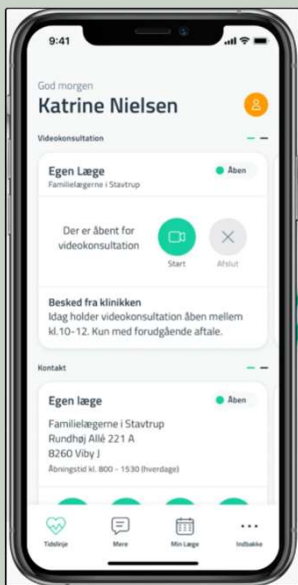 9:41
God morgen
Katrine Nielsen
Videokonsultation
Egen Læge
Åben
Familielægerne i Stavtrup
Der er åbent for
videokonsultation
Start
Afslut
Besked fra klinikken
Idag holder videokonsultation åben mellem
kl.10-12. Kun med forudgående aftale.
Kontakt
Egen læge
Åben
Familielægerne i Stavtrup
Rundhøj Allé 221 A
8260 Viby J
Åbningstid kl. 800 - 1530 (hverdage)
Tidslinje
Mere
Min Læge
Indbakke